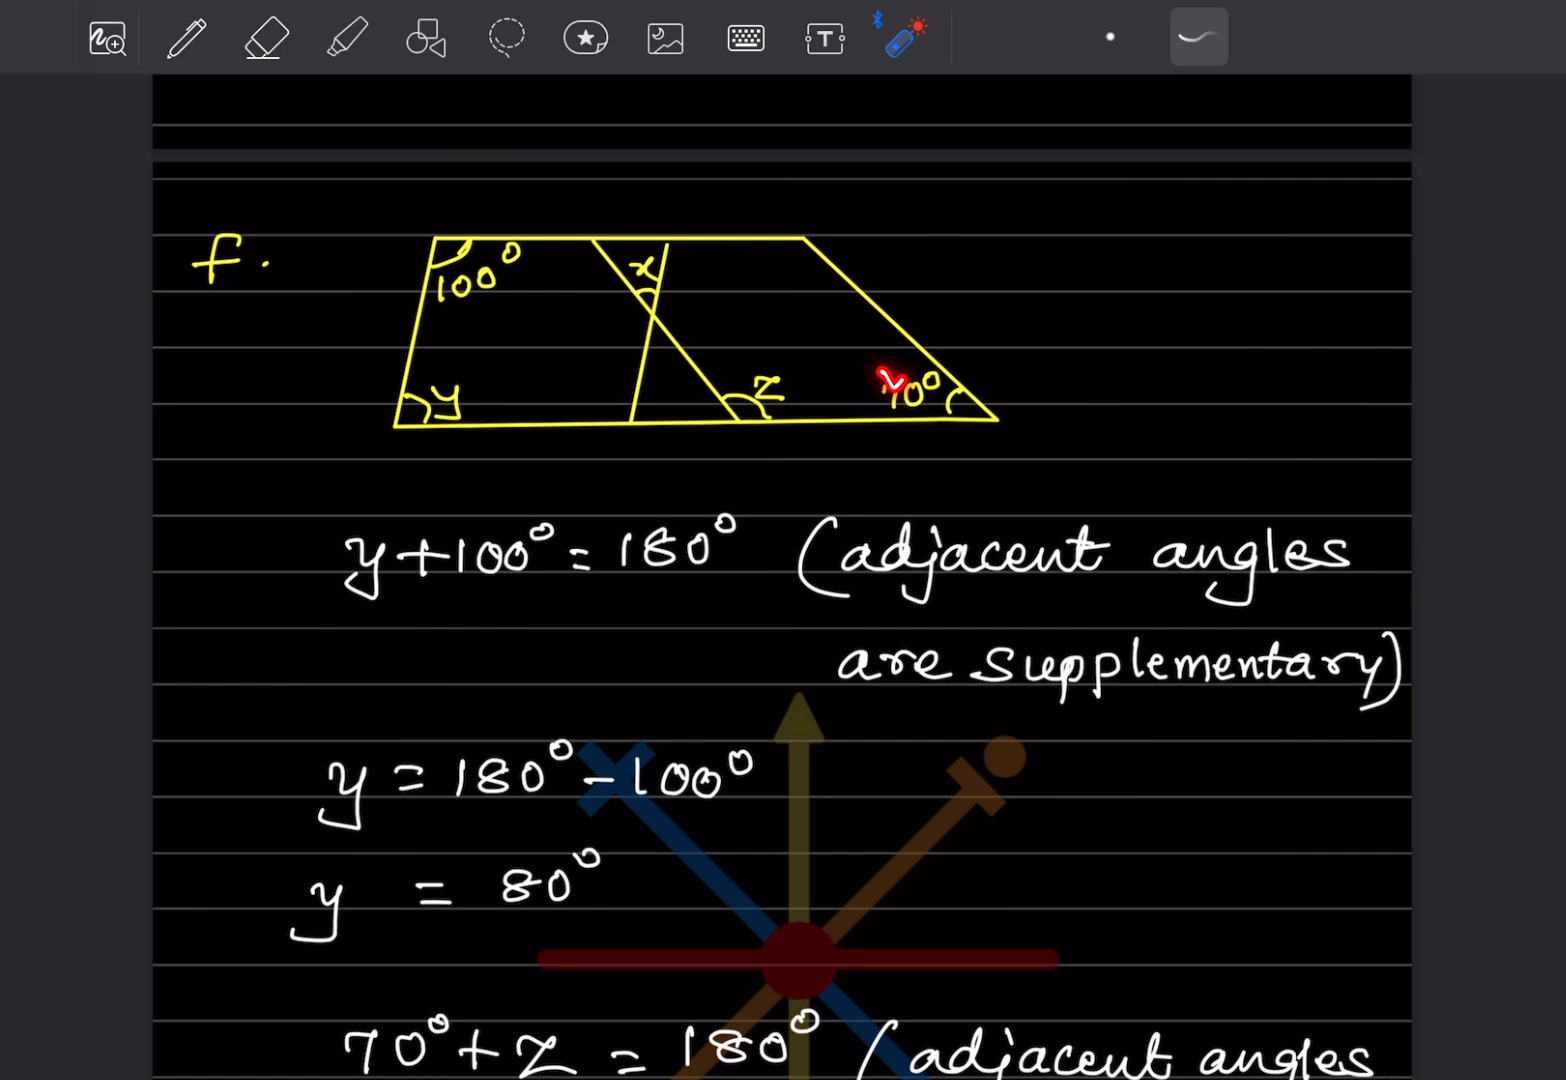 f.
100°
x
y
z
70°
y+100° = 180° (adjacent angles
are supplementary)
y = 180° - 100°
y = 80°
70° + z = 180° (adjacent angles